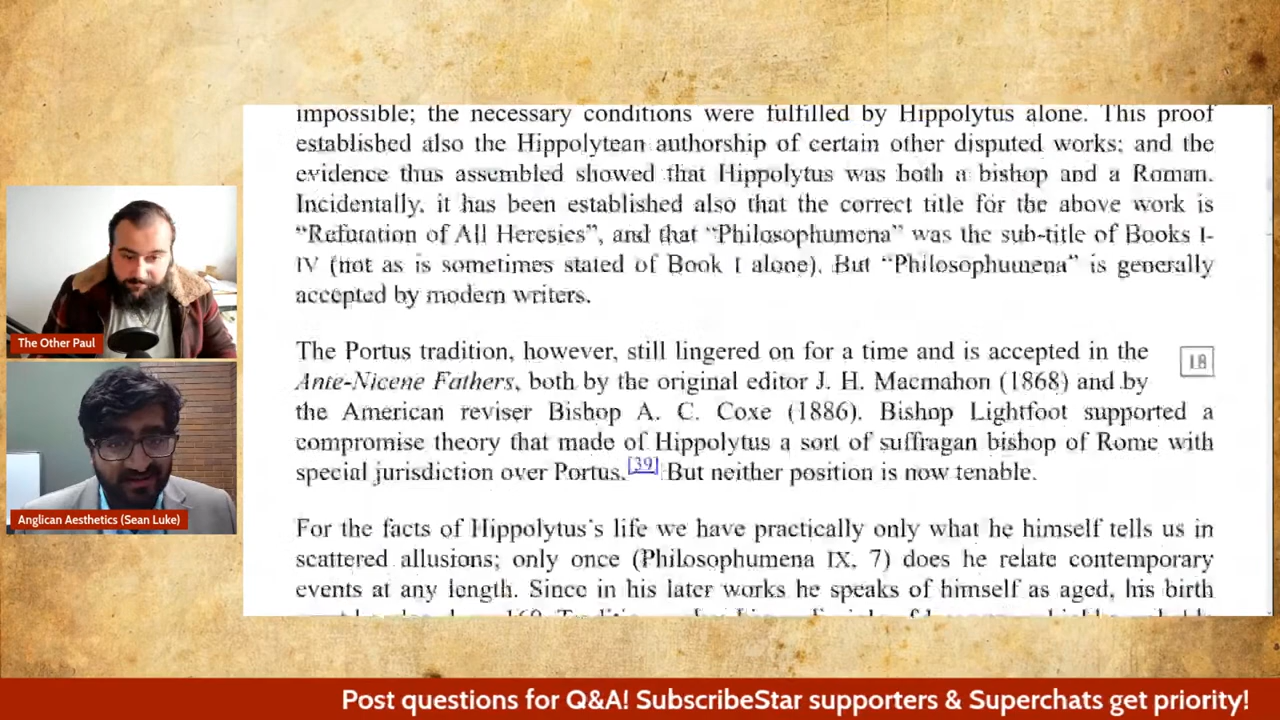 impossible; the necessary conditions were fulfilled by Hippolytus alone. This proof
established also the Hippolytean authorship of certain other disputed works; and the
evidence thus assembled showed that Hippolytus was both a bishop and a Roman.
Incidentally, it has been established also that the correct title for the above work is
“Refutation of All Heresies”, and that “Philosophumena” was the sub-title of Books I-
IV (not as is sometimes stated of Book I alone). But “Philosophumena” is generally
accepted by modern writers.
The Portus tradition, however, still lingered on for a time and is accepted in the
18
Ante-Nicene Fathers, both by the original editor J. H. Macmahon (1868) and by
the American reviser Bishop A. C. Coxe (1886). Bishop Lightfoot supported a
compromise theory that made of Hippolytus a sort of suffragan bishop of Rome with
special jurisdiction over Portus.[39] But neither position is now tenable.
For the facts of Hippolytus's life we have practically only what he himself tells us in
scattered allusions; only once (Philosophumena IX, 7) does he relate contemporary
events at any length. Since in his later works he speaks of himself as aged, his birth
The Other Paul
Anglican Aesthetics (Sean Luke)
Post questions for Q&A! SubscribeStar supporters & Superchats get priority!